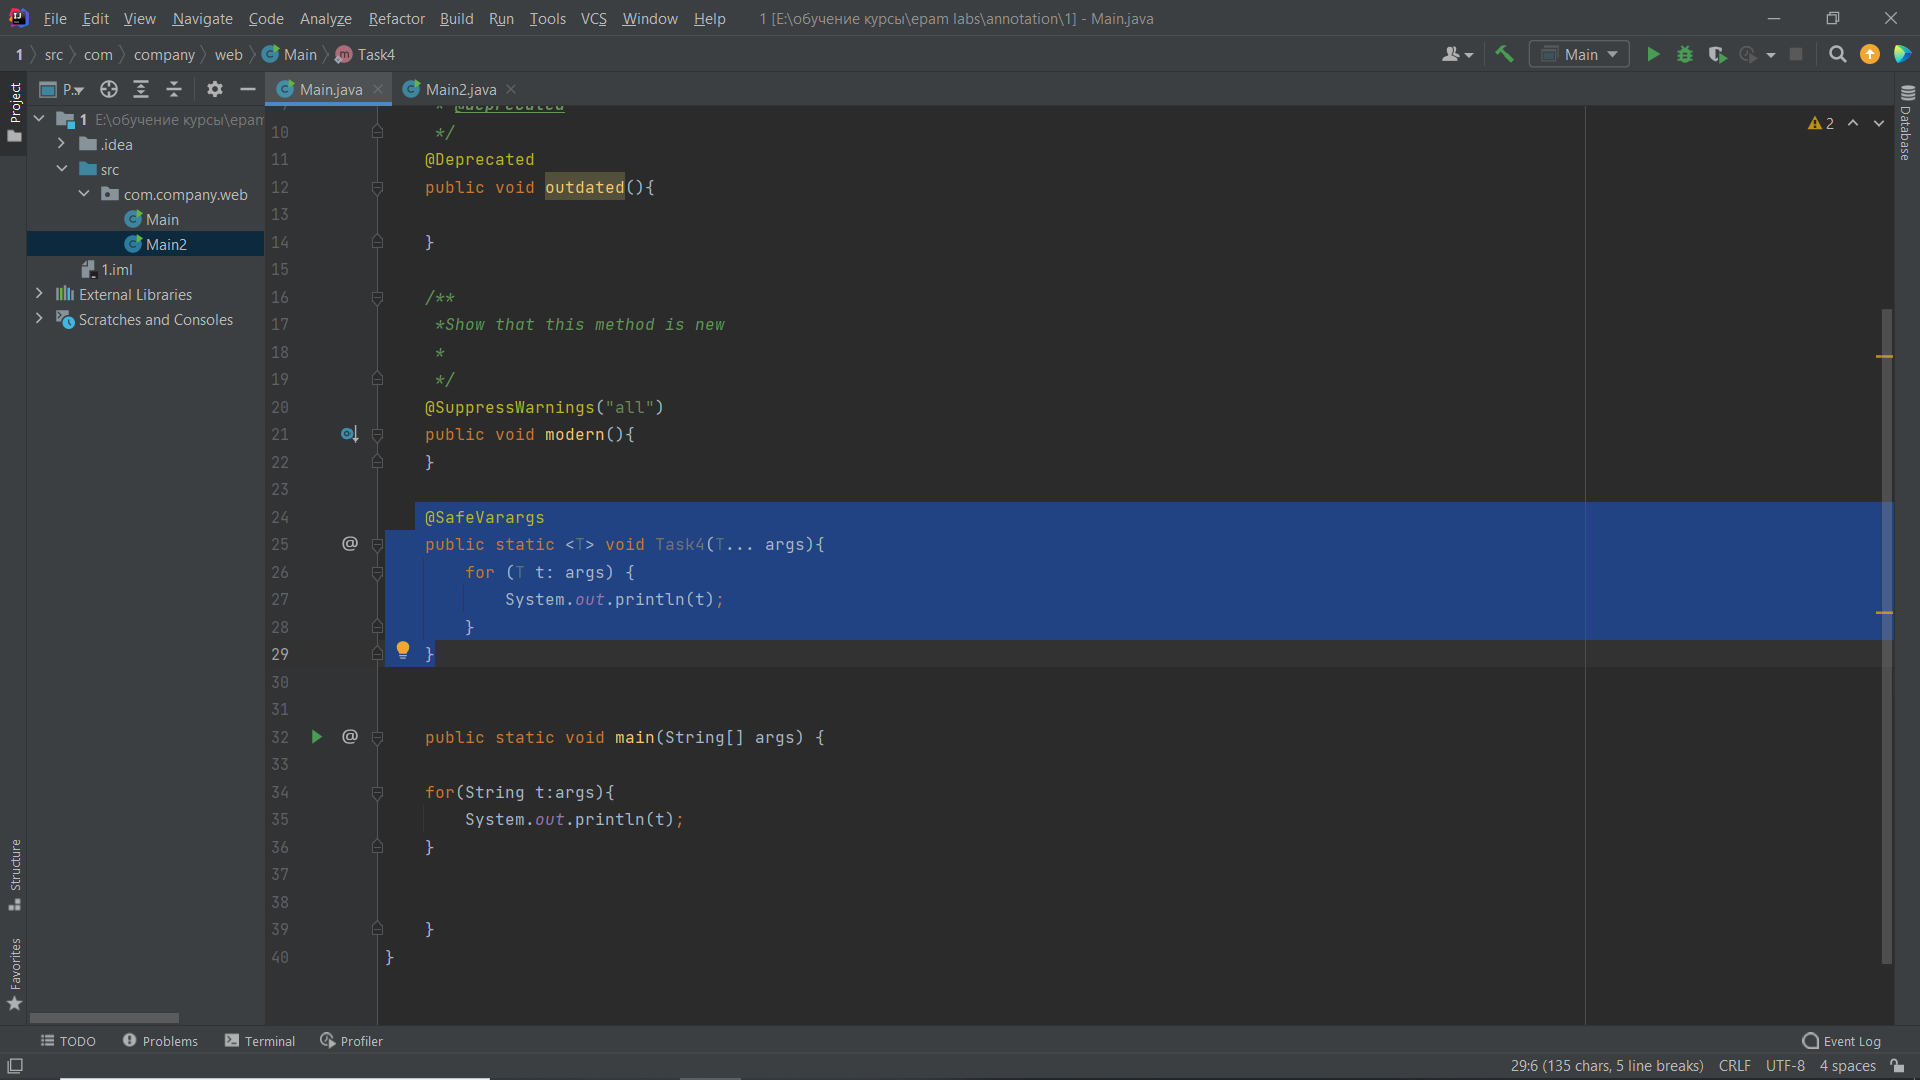 File Edit View Navigate Code Analyze Refactor Build Run Tools VCS Window Help 1 [E:\обучение курсы\epam labs\annotation\1] - Main.java
1 src com company web Main m Task4 Main
Project
P..
Main.java
Main2.java
1 E:\обучение курсы\epam
.idea
src
com.company.web
Main
Main2
1.iml
External Libraries
Scratches and Consoles
Structure
Favorites
9 * @deprecated
10 */
11 @Deprecated
12 public void outdated(){
13
14 }
15
16 /**
17 *Show that this method is new
18 *
19 */
20 @SuppressWarnings("all")
21 public void modern(){
22 }
23
24 @SafeVarargs
25 @ public static <T> void Task4(T... args){
26 for (T t: args) {
27 System.out.println(t);
28 }
29 }
30
31
32 @ public static void main(String[] args) {
33
34 for(String t:args){
35 System.out.println(t);
36 }
37
38
39 }
40 }
2
Database
TODO Problems Terminal Profiler Event Log
29:6 (135 chars, 5 line breaks) CRLF UTF-8 4 spaces